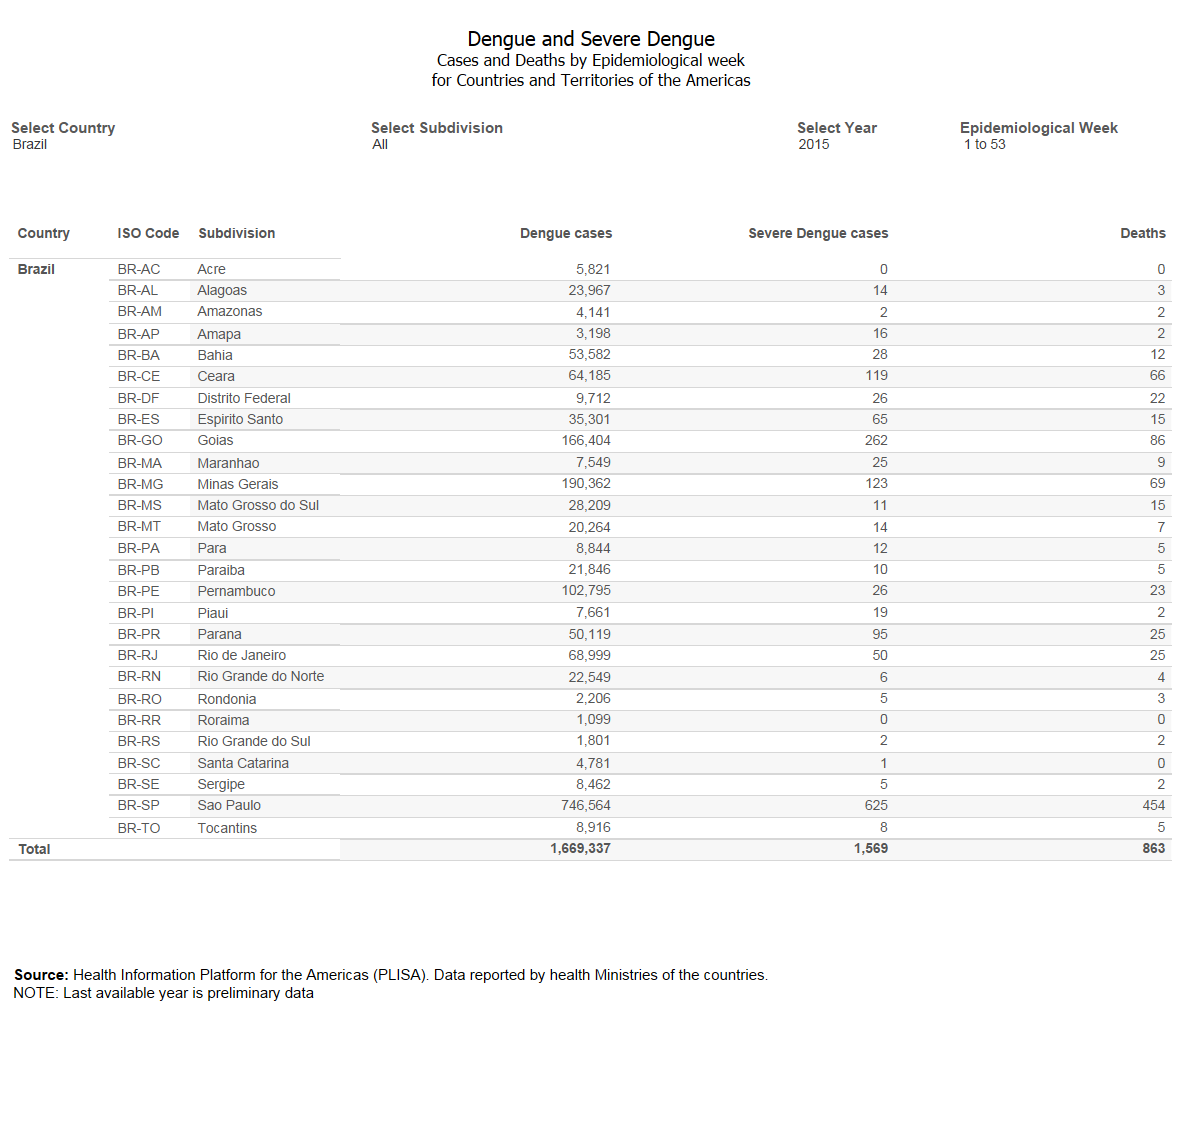 Dengue and Severe Dengue
Cases and Deaths by Epidemiological week
for Countries and Territories of the Americas
Select Country Select Subdivision Select Year Epidemiological Week
Brazil All 2015 1 to 53
Country ISO Code Subdivision Dengue cases Severe Dengue cases Deaths
Brazil BR-AC Acre 5,821 0 0
BR-AL Alagoas 23,967 14 3
BR-AM Amazonas 4,141 2 2
BR-AP Amapa 3,198 16 2
BR-BA Bahia 53,582 28 12
BR-CE Ceara 64,185 119 66
BR-DF Distrito Federal 9,712 26 22
BR-ES Espirito Santo 35,301 65 15
BR-GO Goias 166,404 262 86
BR-MA Maranhao 7,549 25 9
BR-MG Minas Gerais 190,362 123 69
BR-MS Mato Grosso do Sul 28,209 11 15
BR-MT Mato Grosso 20,264 14 7
BR-PA Para 8,844 12 5
BR-PB Paraiba 21,846 10 5
BR-PE Pernambuco 102,795 26 23
BR-PI Piaui 7,661 19 2
BR-PR Parana 50,119 95 25
BR-RJ Rio de Janeiro 68,999 50 25
BR-RN Rio Grande do Norte 22,549 6 4
BR-RO Rondonia 2,206 5 3
BR-RR Roraima 1,099 0 0
BR-RS Rio Grande do Sul 1,801 2 2
BR-SC Santa Catarina 4,781 1 0
BR-SE Sergipe 8,462 5 2
BR-SP Sao Paulo 746,564 625 454
BR-TO Tocantins 8,916 8 5
Total 1,669,337 1,569 863
Source: Health Information Platform for the Americas (PLISA). Data reported by health Ministries of the countries.
NOTE: Last available year is preliminary data